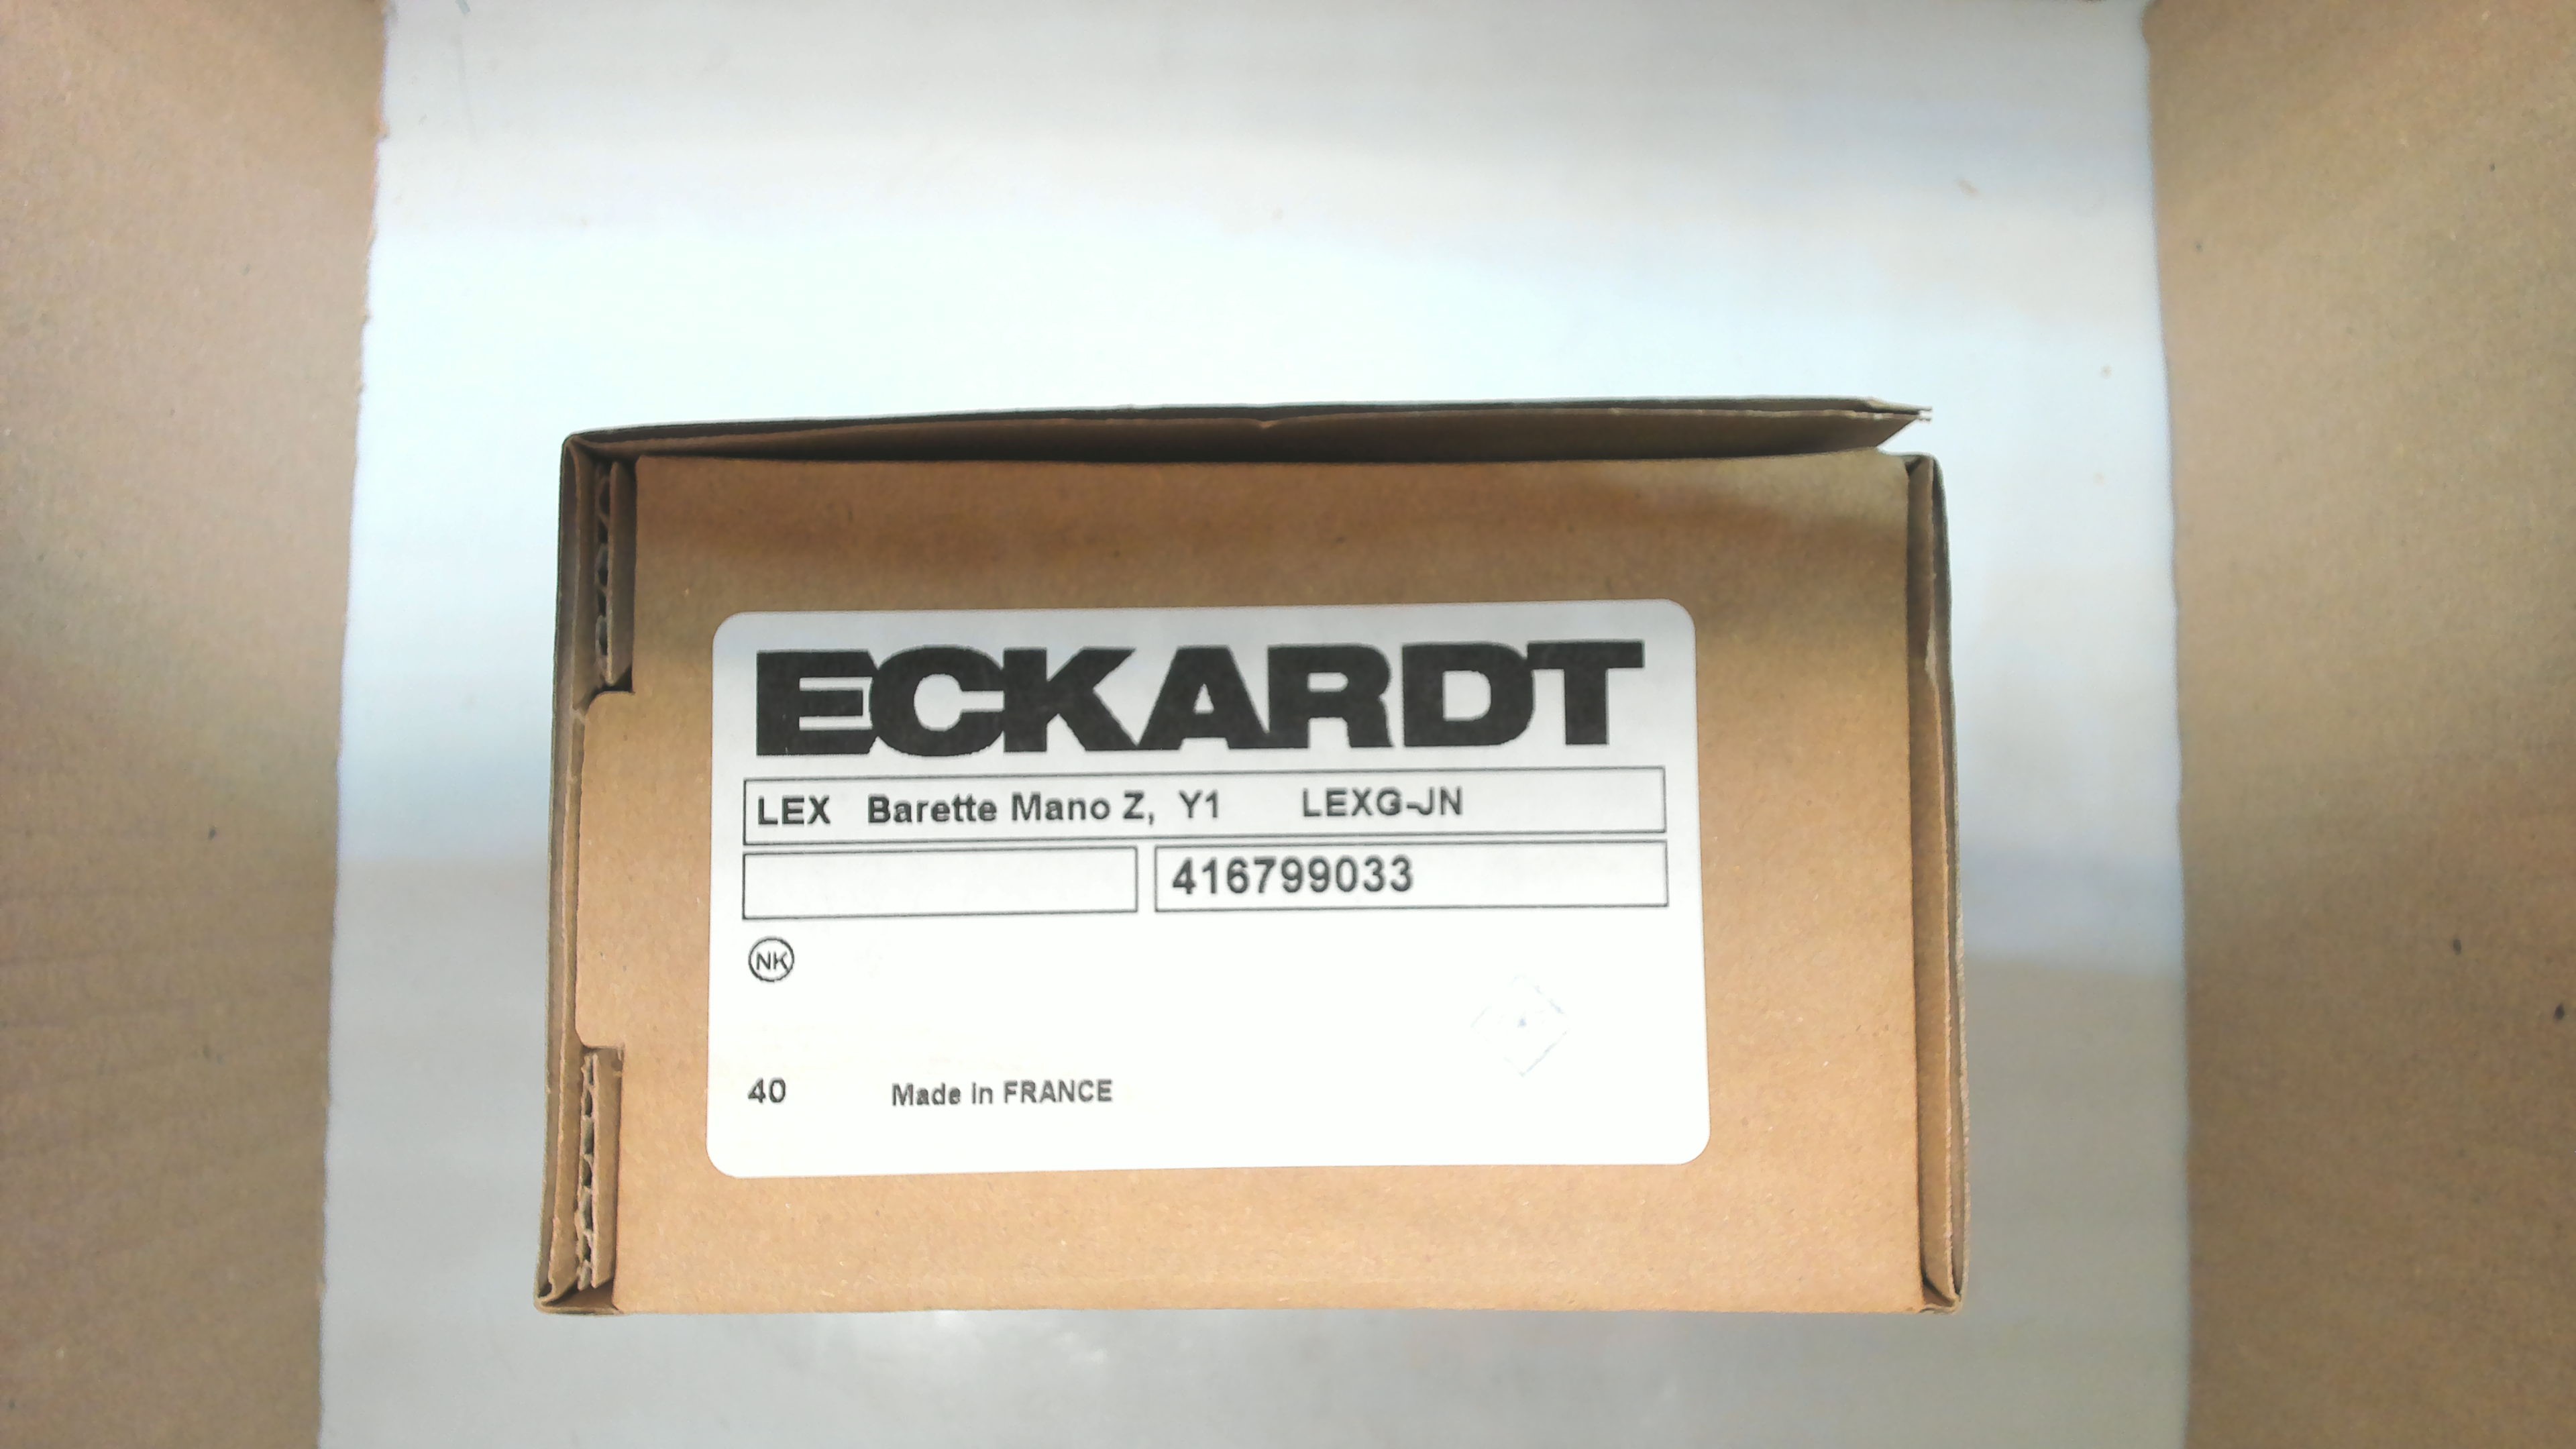 ECKARDT
LEX Barette Mano Z, Y1 LEXG-JN
416799033
NK
40 Made in FRANCE